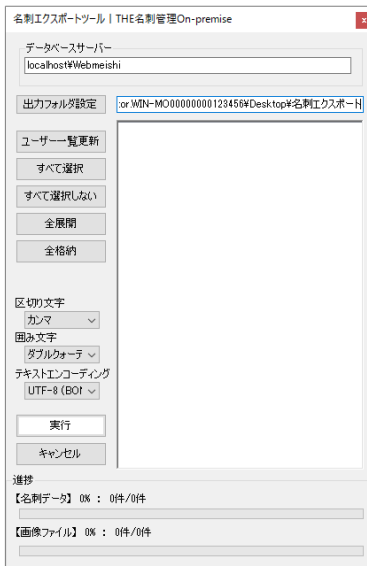 名刺エクスポートツール | THE名刺管理On-premise
x
データベースサーバー
localhost¥Webmeishi
出力フォルダ設定
:or.WIN-MO00000000123456¥Desktop¥名刺エクスポート
ユーザー一覧更新
すべて選択
すべて選択しない
全展開
全格納
区切り文字
カンマ
囲み文字
ダブルクォーテ
テキストエンコーディング
UTF-8 (BOM
実行
キャンセル
進捗
【名刺データ】 0% : 0件/0件
【画像ファイル】 0% : 0件/0件